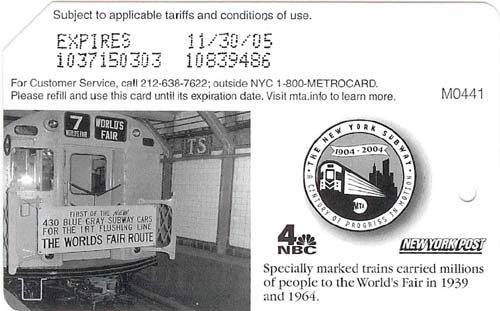 Subject to applicable tariffs and conditions of use.
EXPIRES 11/30/05
1037150303 10839486
For Customer Service, call 212-638-7622; outside NYC 1-800-METROCARD.
Please refill and use this card until its expiration date. Visit mta.info to learn more.
M0441
7 WORLD'S FAIR
WORLD'S FAIR
TS
FIRST OF THE NEW
430 BLUE GRAY SUBWAY CARS
FOR THE IRT FLUSHING LINE
THE WORLDS FAIR ROUTE
THE NEW YORK SUBWAY
1904-2004
MTA
A CENTURY OF PROGRESS IN MOTION
4 NBC
NEW YORK POST
Specially marked trains carried millions
of people to the World's Fair in 1939
and 1964.